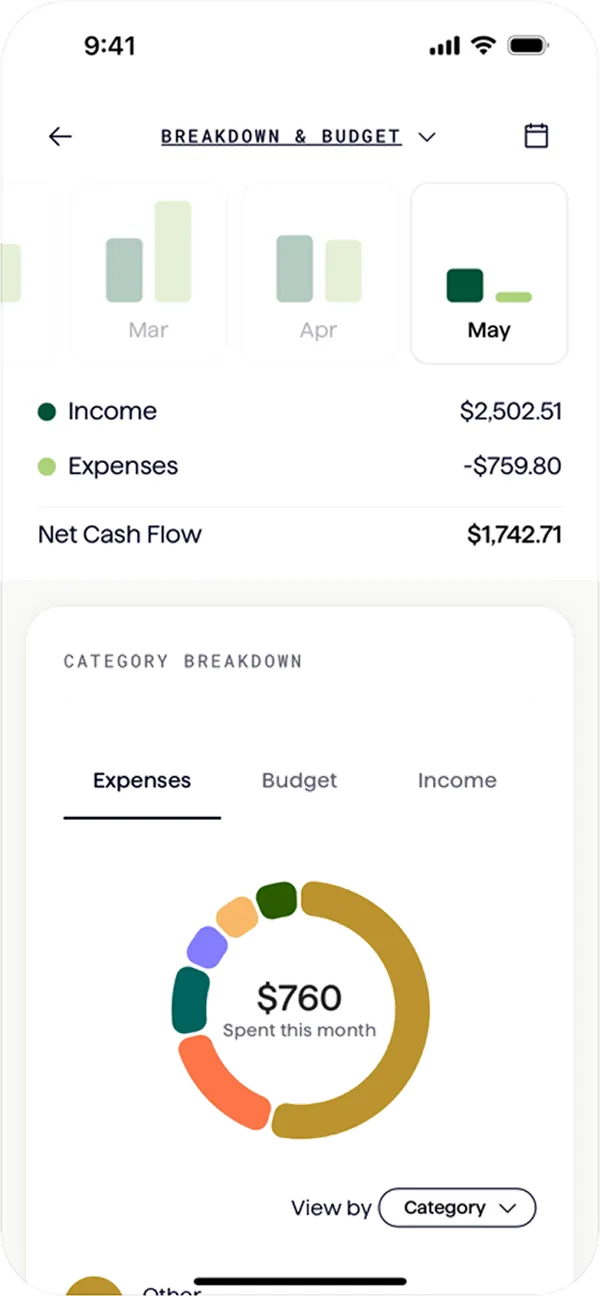 9:41
BREAKDOWN & BUDGET
Mar Apr May
Income $2,502.51
Expenses -$759.80
Net Cash Flow $1,742.71
CATEGORY BREAKDOWN
Expenses Budget Income
$760
Spent this month
View by Category
Other